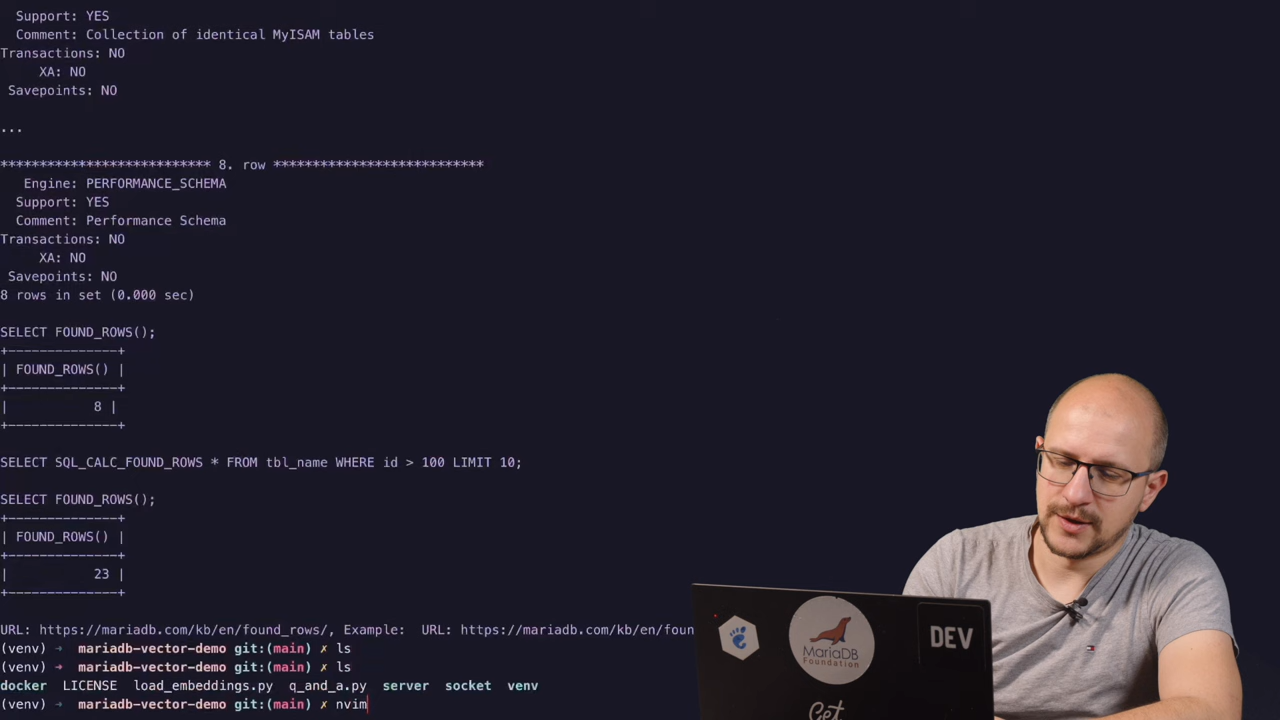 Support: YES
Comment: Collection of identical MyISAM tables
Transactions: NO
XA: NO
Savepoints: NO
...
*************************** 8. row ***************************
Engine: PERFORMANCE_SCHEMA
Support: YES
Comment: Performance Schema
Transactions: NO
XA: NO
Savepoints: NO
8 rows in set (0.000 sec)
SELECT FOUND_ROWS();
+--------------+
| FOUND_ROWS() |
+--------------+
|            8 |
+--------------+
SELECT SQL_CALC_FOUND_ROWS * FROM tbl_name WHERE id > 100 LIMIT 10;
SELECT FOUND_ROWS();
+--------------+
| FOUND_ROWS() |
+--------------+
|           23 |
+--------------+
URL: https://mariadb.com/kb/en/found_rows/, Example:  URL: https://mariadb.com/kb/en/foun
(venv) ➜  mariadb-vector-demo git:(main) ✗ ls
(venv) ➜  mariadb-vector-demo git:(main) ✗ ls
docker  LICENSE  load_embeddings.py  q_and_a.py  server  socket  venv
(venv) ➜  mariadb-vector-demo git:(main) ✗ nvim
MariaDB
Foundation
DEV
Get